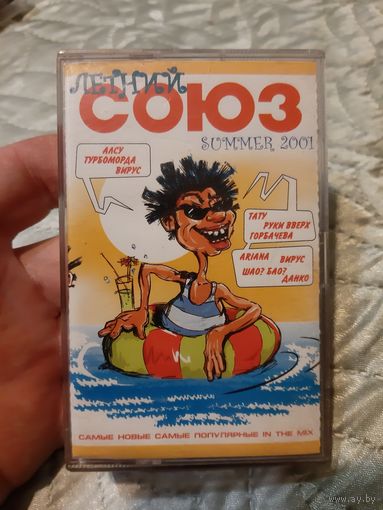 ЛЕТНИЙ
СОЮЗ
SUMMER 2001
АЛСУ
ТУРБОМОРДА
ВИРУС
ТАТУ
РУКИ ВВЕРХ
ГОРБАЧЕВА
ARIANA ВИРУС
ШАО? БАО?
ДАНКО
САМЫЕ НОВЫЕ САМЫЕ ПОПУЛЯРНЫЕ IN THE MIX
ay.by